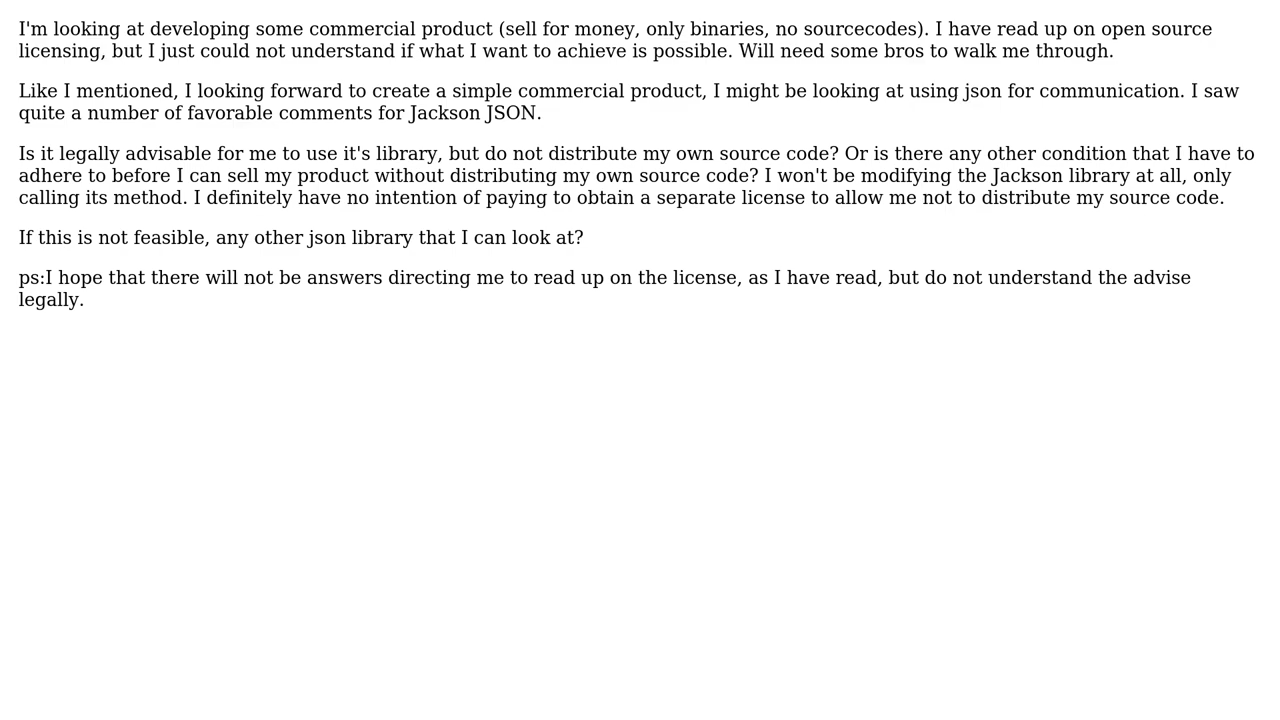 I'm looking at developing some commercial product (sell for money, only binaries, no sourcecodes). I have read up on open source
licensing, but I just could not understand if what I want to achieve is possible. Will need some bros to walk me through.
Like I mentioned, I looking forward to create a simple commercial product, I might be looking at using json for communication. I saw
quite a number of favorable comments for Jackson JSON.
Is it legally advisable for me to use it's library, but do not distribute my own source code? Or is there any other condition that I have to
adhere to before I can sell my product without distributing my own source code? I won't be modifying the Jackson library at all, only
calling its method. I definitely have no intention of paying to obtain a separate license to allow me not to distribute my source code.
If this is not feasible, any other json library that I can look at?
ps:I hope that there will not be answers directing me to read up on the license, as I have read, but do not understand the advise
legally.